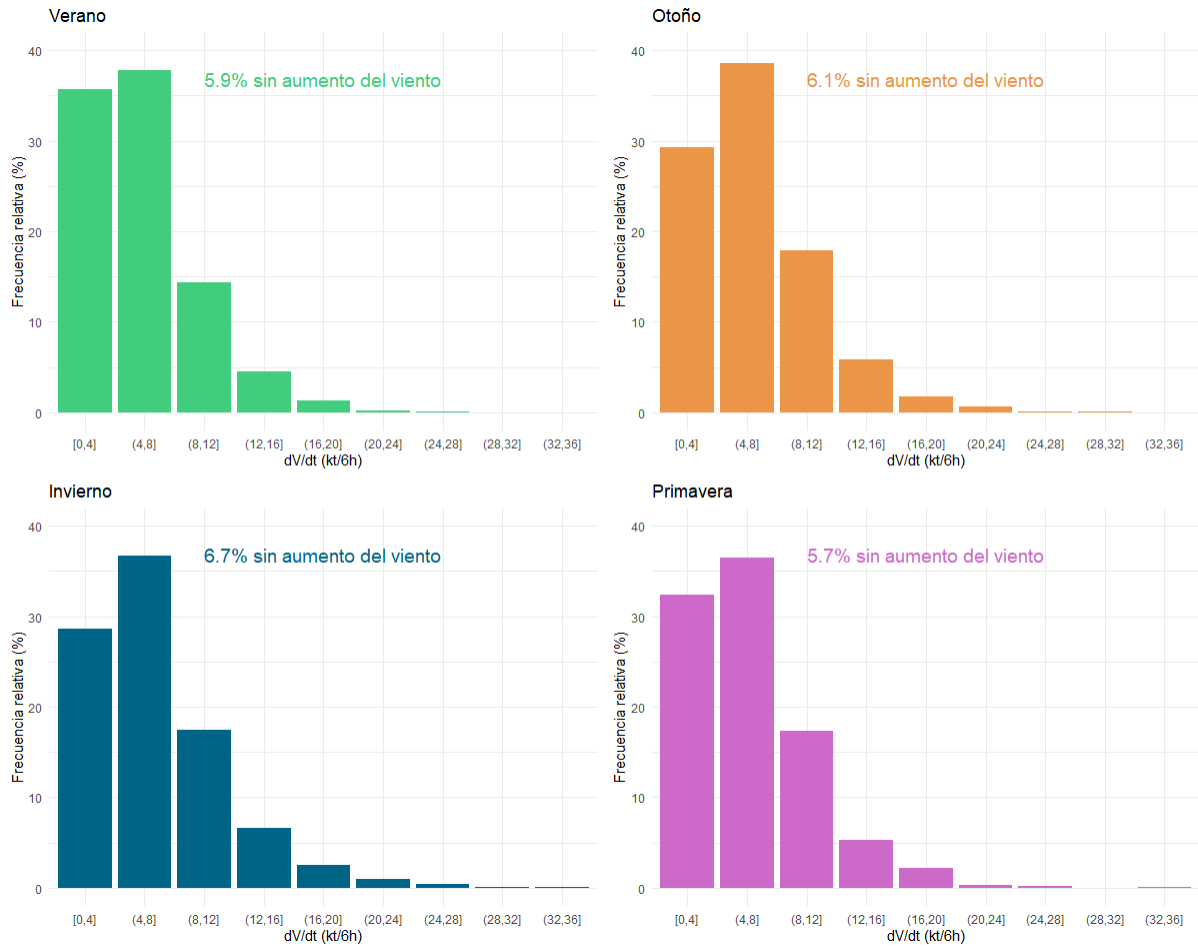 Verano
5.9% sin aumento del viento
Frecuencia relativa (%)
40
30
20
10
0
[0,4] (4,8] (8,12] (12,16] (16,20] (20,24] (24,28] (28,32] (32,36]
dV/dt (kt/6h)
Otoño
6.1% sin aumento del viento
Frecuencia relativa (%)
40
30
20
10
0
[0,4] (4,8] (8,12] (12,16] (16,20] (20,24] (24,28] (28,32] (32,36]
dV/dt (kt/6h)
Invierno
6.7% sin aumento del viento
Frecuencia relativa (%)
40
30
20
10
0
[0,4] (4,8] (8,12] (12,16] (16,20] (20,24] (24,28] (28,32] (32,36]
dV/dt (kt/6h)
Primavera
5.7% sin aumento del viento
Frecuencia relativa (%)
40
30
20
10
0
[0,4] (4,8] (8,12] (12,16] (16,20] (20,24] (24,28] (28,32] (32,36]
dV/dt (kt/6h)